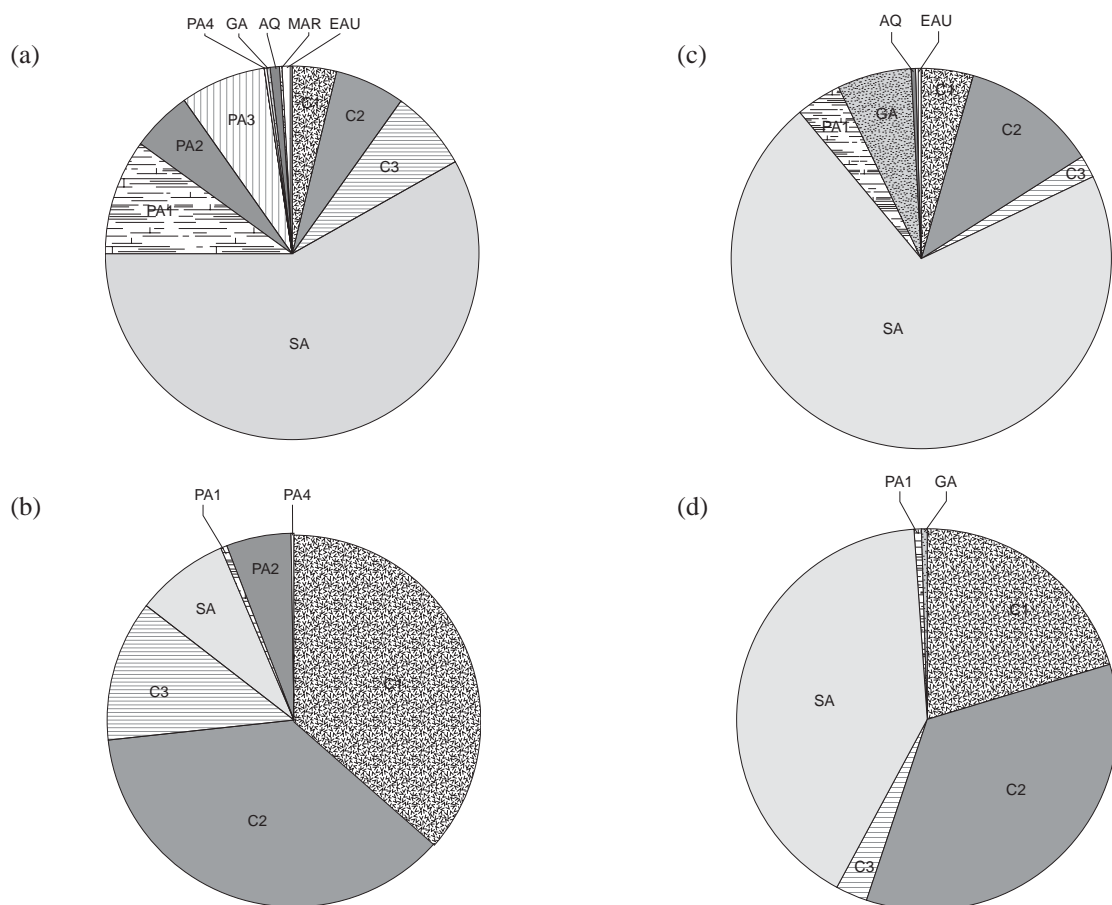 (a)
PA4 GA AQ MAR EAU
C1
C2
C3
PA3
PA2
PA1
SA
(c)
AQ EAU
C1
C2
C3
GA
PA1
SA
(b)
PA1 PA4
PA2
SA
C3
C1
C2
(d)
PA1 GA
C1
SA
C2
C3